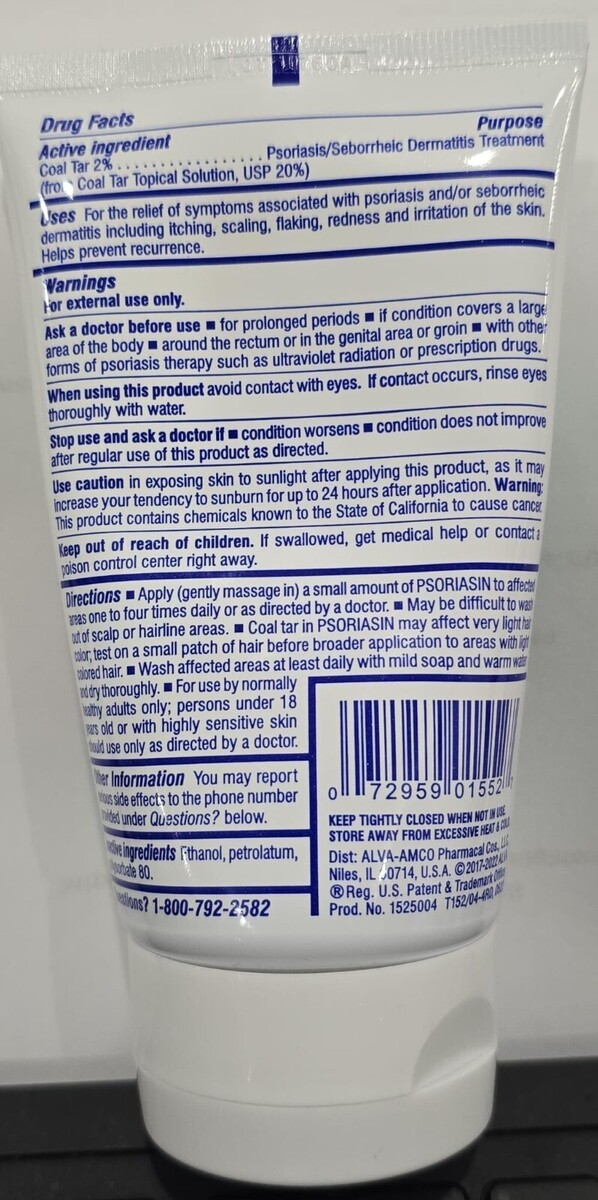 Drug Facts
Active ingredient Purpose
Coal Tar 2% . . . . . . . . . . . . . . . . . Psoriasis/Seborrheic Dermatitis Treatment
Coal Tar Topical Solution, USP 20%)
Uses For the relief of symptoms associated with psoriasis and/or seborrheic
dermatitis including itching, scaling, flaking, redness and irritation of the skin.
Helps prevent recurrence.
Warnings
For external use only.
Ask a doctor before use ■ for prolonged periods ■ if condition covers a large
area of the body ■ around the rectum or in the genital area or groin ■ with other
forms of psoriasis therapy such as ultraviolet radiation or prescription drugs.
When using this product avoid contact with eyes. If contact occurs, rinse eyes
thoroughly with water.
Stop use and ask a doctor if ■ condition worsens ■ condition does not improve
after regular use of this product as directed.
Use caution in exposing skin to sunlight after applying this product, as it may
increase your tendency to sunburn for up to 24 hours after application. Warning:
This product contains chemicals known to the State of California to cause cancer.
Keep out of reach of children. If swallowed, get medical help or contact a
poison control center right away.
Directions ■ Apply (gently massage in) a small amount of PSORIASIN to affected
areas one to four times daily or as directed by a doctor. ■ May be difficult to wash
out of scalp or hairline areas. ■ Coal tar in PSORIASIN may affect very light hair
color; test on a small patch of hair before broader application to areas with light
colored hair. ■ Wash affected areas at least daily with mild soap and warm water
and dry thoroughly. ■ For use by normally
healthy adults only; persons under 18
years old or with highly sensitive skin
should use only as directed by a doctor.
Information You may report
side effects to the phone number
under Questions? below.
ingredients Ethanol, petrolatum,
80.
1-800-792-2582
0 72959 01552 7
KEEP TIGHTLY CLOSED WHEN NOT IN USE.
STORE AWAY FROM EXCESSIVE HEAT & COLD.
Dist: ALVA-AMCO Pharmacal Cos., LLC
Niles, IL 60714, U.S.A. ©2017-2022 ALVA
®Reg. U.S. Patent & Trademark Office
Prod. No. 1525004 T152/04-4RD,